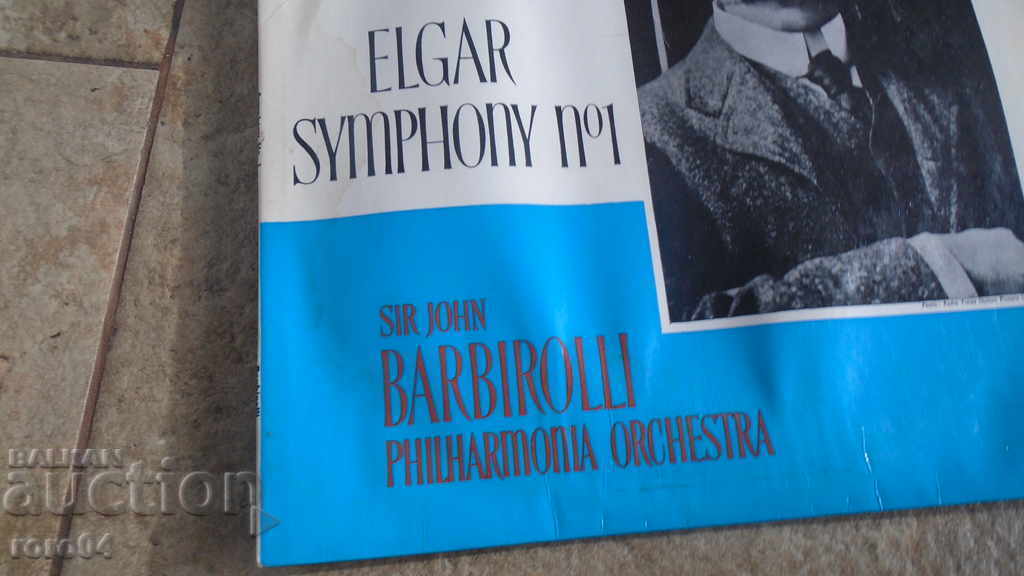 ELGAR
SYMPHONY nº1
SIR JOHN
BARBIROLLI
PHILHARMONIA ORCHESTRA
BALKAN
auction
roro04